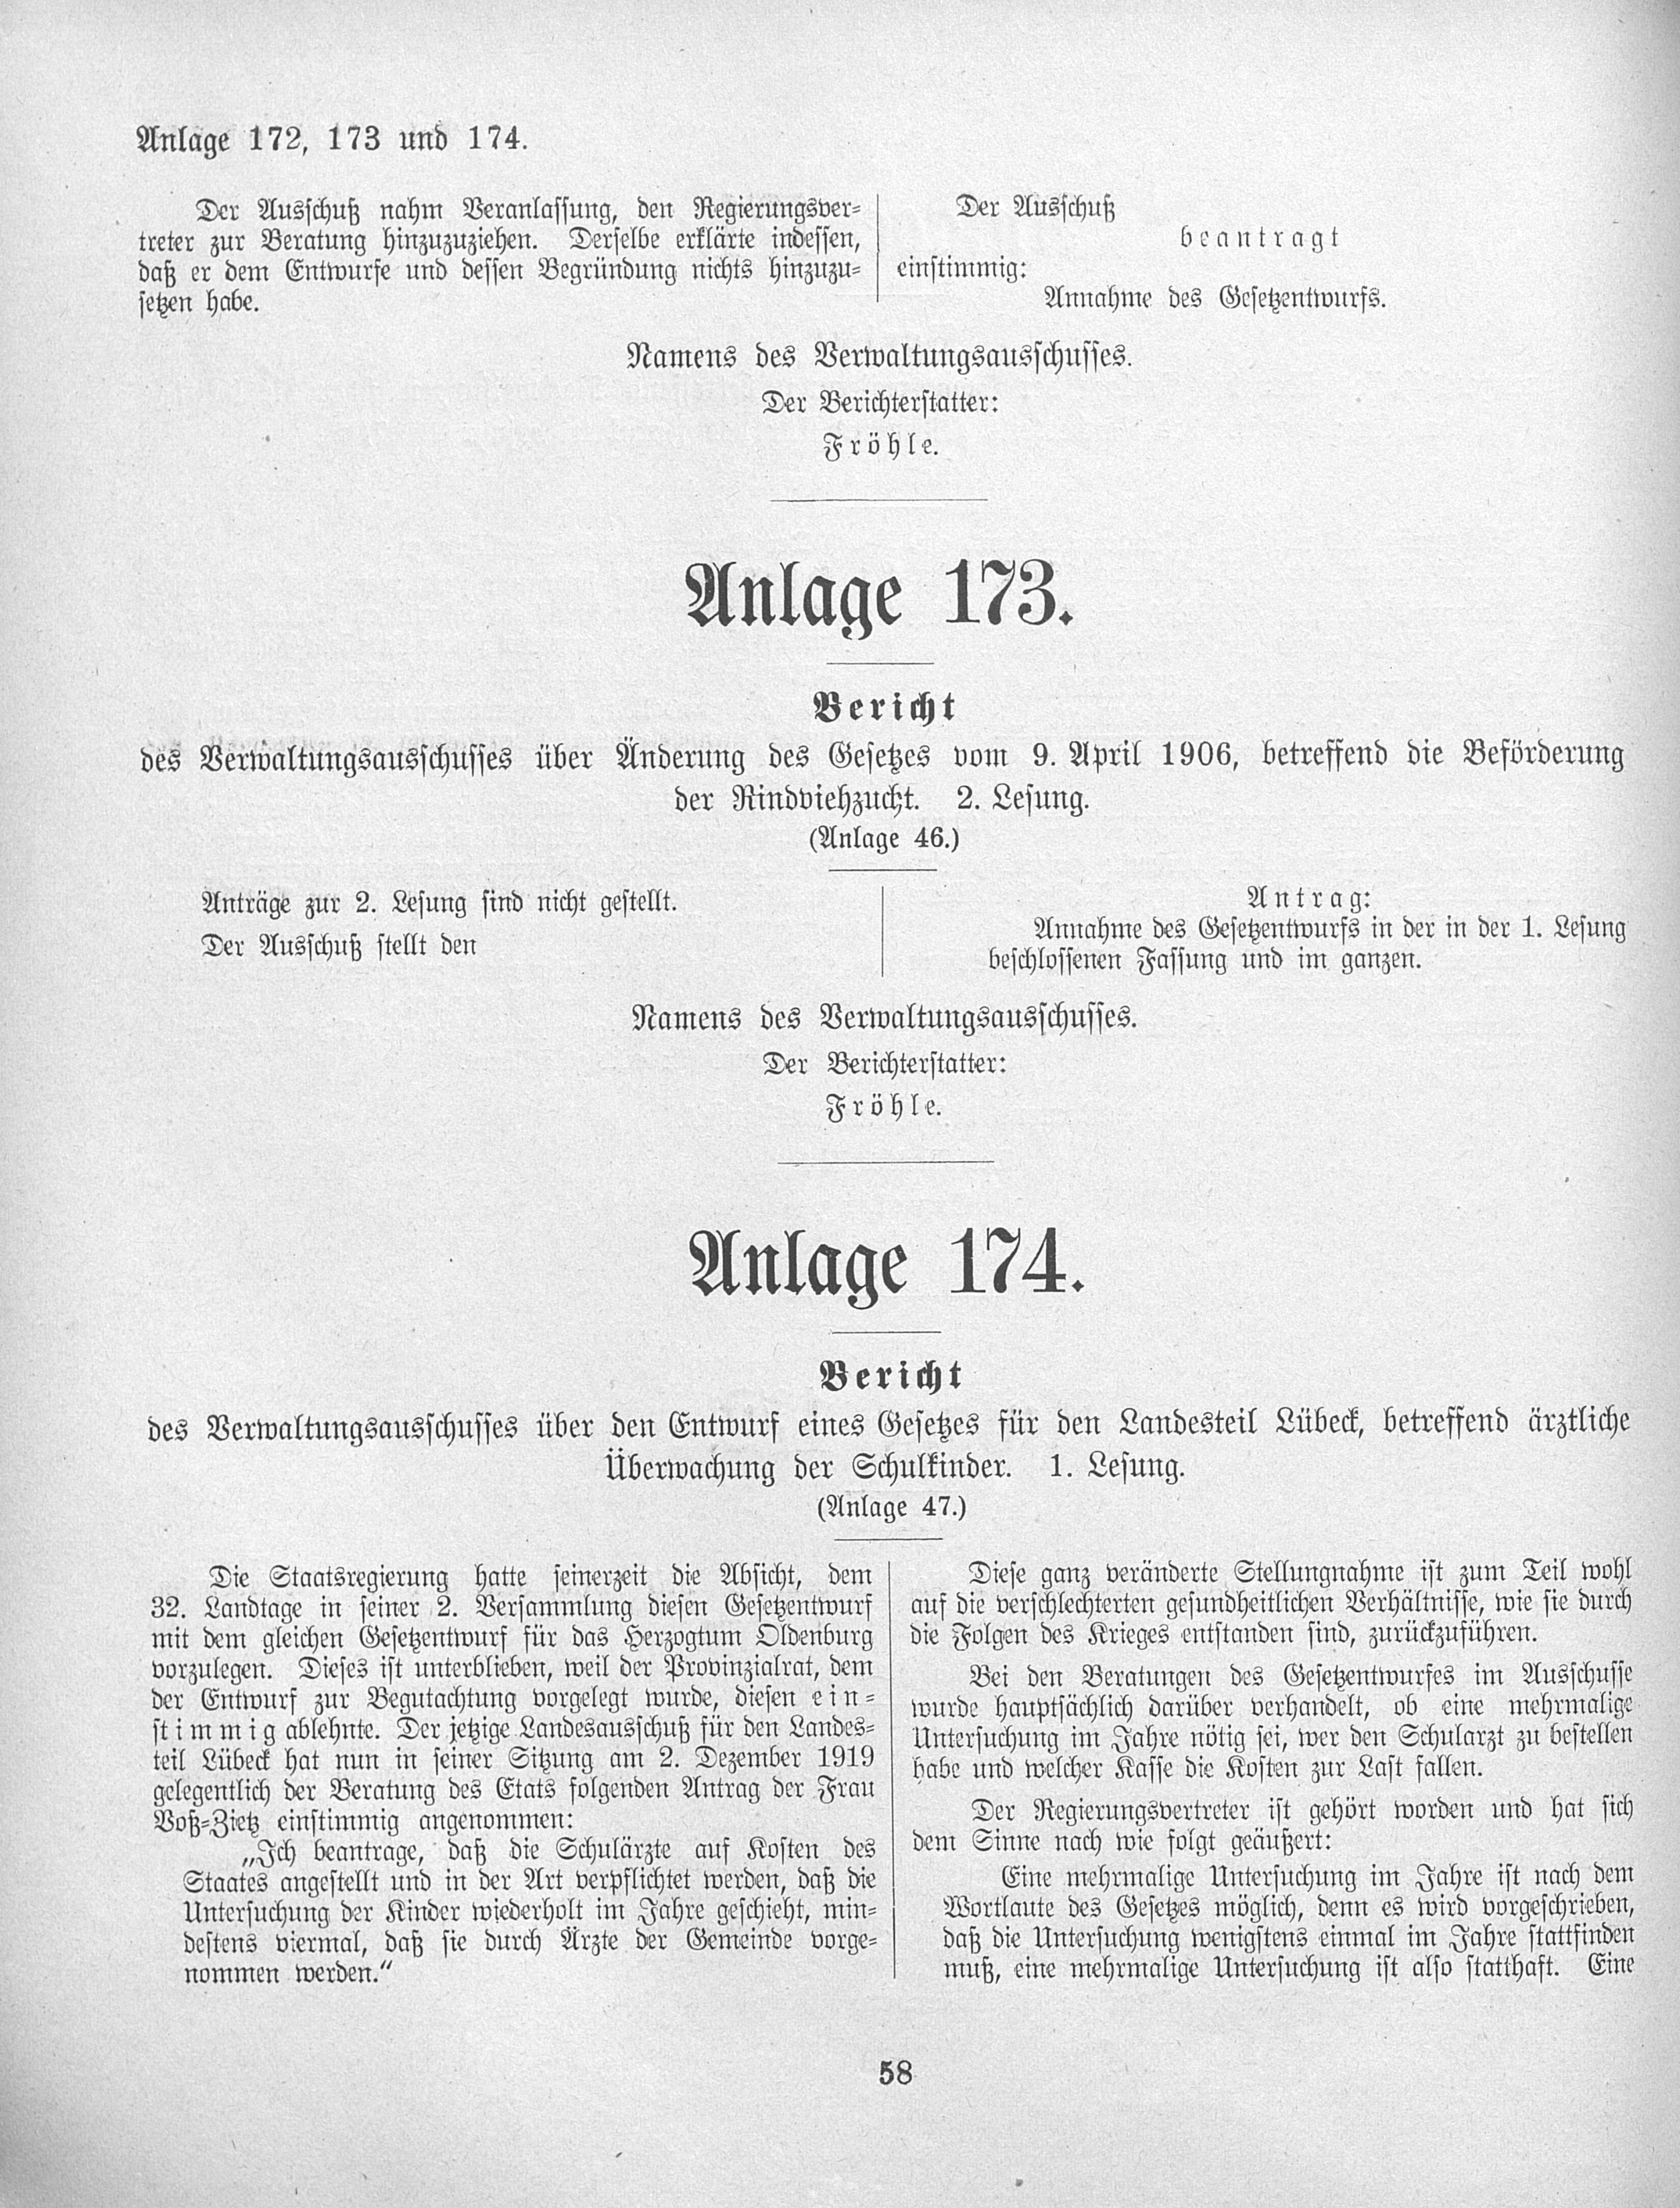 Anlage 172, 173 und 174.
Der Ausschuß nahm Veranlassung, den Regierungsver-
treter zur Beratung hinzuzuziehen. Derselbe erklärte indessen,
daß er dem Entwurfe und dessen Begründung nichts hinzuzu-
setzen habe.
Der Ausschuß
beantragt
einstimmig:
Annahme des Gesetzentwurfs.
Namens des Verwaltungsausschusses.
Der Berichterstatter:
Fröhle.
Anlage 173.
Bericht
des Verwaltungsausschusses über Änderung des Gesetzes vom 9. April 1906, betreffend die Beförderung
der Rindviehzucht. 2. Lesung.
(Anlage 46.)
Anträge zur 2. Lesung sind nicht gestellt.
Der Ausschuß stellt den
Antrag:
Annahme des Gesetzentwurfs in der in der 1. Lesung
beschlossenen Fassung und im ganzen.
Namens des Verwaltungsausschusses.
Der Berichterstatter:
Fröhle.
Anlage 174.
Bericht
des Verwaltungsausschusses über den Entwurf eines Gesetzes für den Landesteil Lübeck, betreffend ärztliche
Überwachung der Schulkinder. 1. Lesung.
(Anlage 47.)
Die Staatsregierung hatte seinerzeit die Absicht, dem
32. Landtage in seiner 2. Versammlung diesen Gesetzentwurf
mit dem gleichen Gesetzentwurf für das Herzogtum Oldenburg
vorzulegen. Dieses ist unterblieben, weil der Provinzialrat, dem
der Entwurf zur Begutachtung vorgelegt wurde, diesen ein-
stimmig ablehnte. Der jetzige Landesausschuß für den Landes-
teil Lübeck hat nun in seiner Sitzung am 2. Dezember 1919
gelegentlich der Beratung des Etats folgenden Antrag der Frau
Voß-Zietz einstimmig angenommen:
„Ich beantrage, daß die Schulärzte auf Kosten des
Staates angestellt und in der Art verpflichtet werden, daß die
Untersuchung der Kinder wiederholt im Jahre geschieht, min-
destens viermal, daß sie durch Ärzte der Gemeinde vorge-
nommen werden.“
Diese ganz veränderte Stellungnahme ist zum Teil wohl
auf die verschlechterten gesundheitlichen Verhältnisse, wie sie durch
die Folgen des Krieges entstanden sind, zurückzuführen.
Bei den Beratungen des Gesetzentwurfes im Ausschusse
wurde hauptsächlich darüber verhandelt, ob eine mehrmalige
Untersuchung im Jahre nötig sei, wer den Schularzt zu bestellen
habe und welcher Kasse die Kosten zur Last fallen.
Der Regierungsvertreter ist gehört worden und hat sich
dem Sinne nach wie folgt geäußert:
Eine mehrmalige Untersuchung im Jahre ist nach dem
Wortlaute des Gesetzes möglich, denn es wird vorgeschrieben,
daß die Untersuchung wenigstens einmal im Jahre stattfinden
muß, eine mehrmalige Untersuchung ist also statthaft. Eine
58